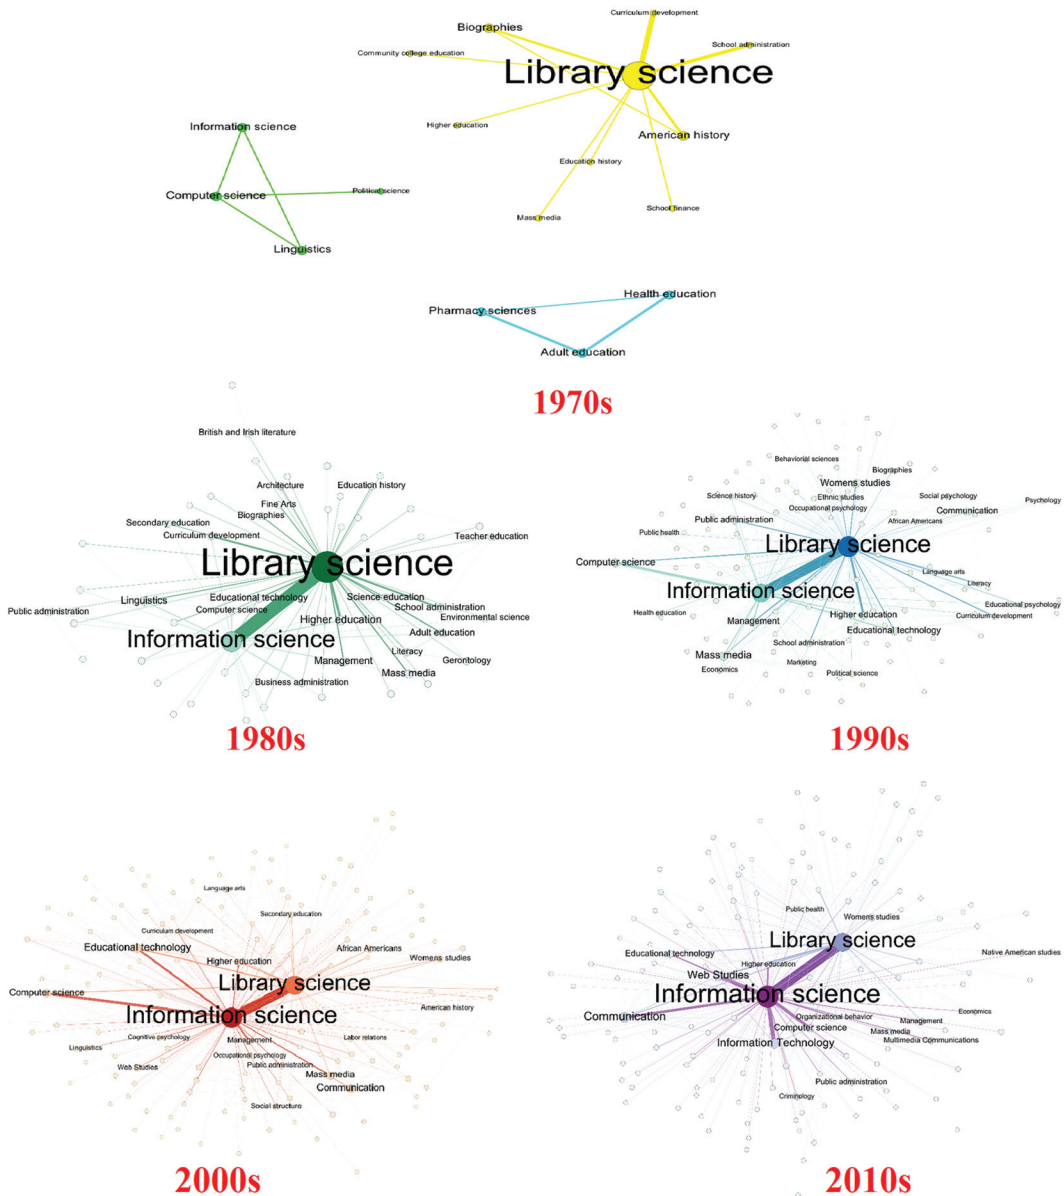 Curriculum development
Biographies
School administration
Community college education
Library science
Higher education
American history
Information science
Education history
Computer science
Political science
Mass media
School finance
Linguistics
Health education
Pharmacy sciences
Adult education
1970s
British and Irish literature
Architecture
Education history
Fine Arts
Biographies
Secondary education
Curriculum development
Teacher education
Library science
Linguistics
Educational technology
Science education
Computer science
School administration
Public administration
Higher education
Environmental science
Information science
Adult education
Literacy
Management
Gerontology
Mass media
Business administration
1980s
Behaviorial sciences
Biographies
Womens studies
Science history
Ethnic studies
Social psychology
Psychology
Occupational psychology
Communication
Public administration
African Americans
Public health
Library science
Computer science
Language arts
Literacy
Information science
Educational psychology
Health education
Higher education
Curriculum development
Management
Educational technology
School administration
Mass media
Marketing
Economics
Political science
1990s
Language arts
Secondary education
Curriculum development
Educational technology
African Americans
Higher education
Womens studies
Library science
Computer science
American history
Information science
Cognitive psychology
Management
Labor relations
Linguistics
Occupational psychology
Web Studies
Public administration
Mass media
Communication
Social structure
2000s
Public health
Womens studies
Library science
Educational technology
Native American studies
Higher education
Web Studies
Information science
Economics
Communication
Organizational behavior
Management
Computer science
Mass media
Information Technology
Multimedia Communications
Public administration
Criminology
2010s